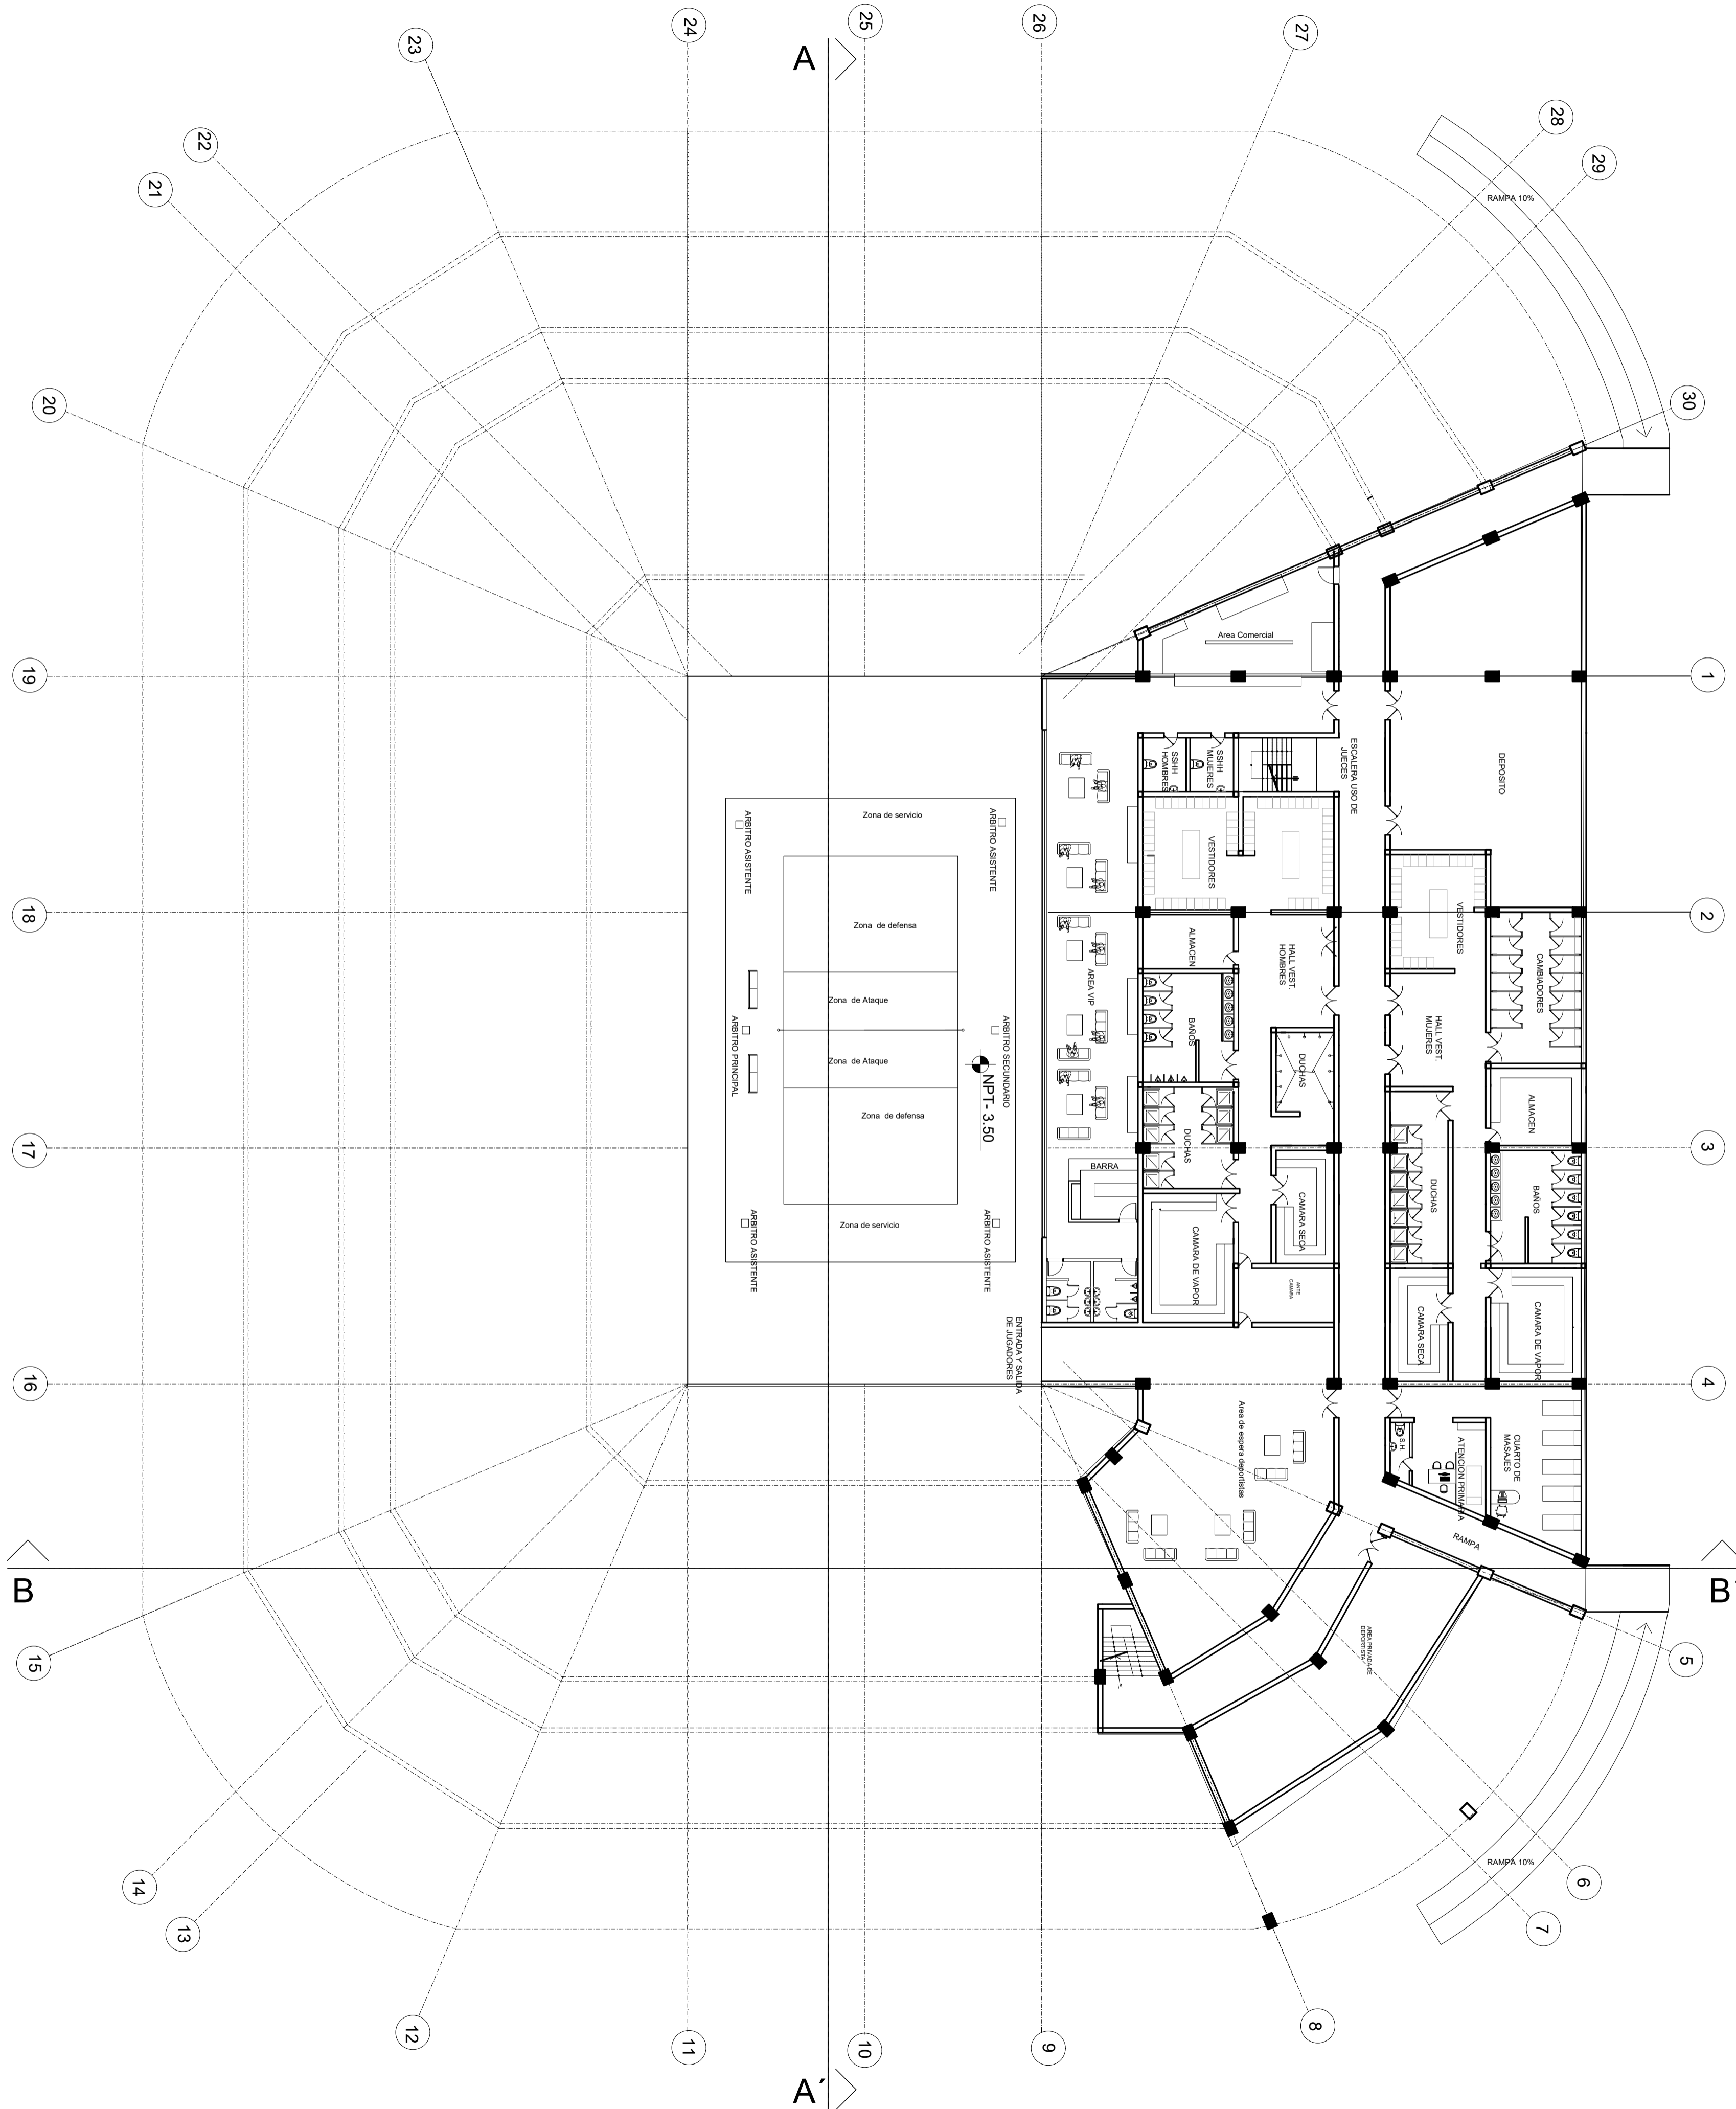 24
25
26
23
A
27
22
28
21
29
RAMPA 10%
20
30
Area Comercial
19
1
SSHH
HOMBRES
SSHH
MUJERES
ESCALERA USO DE
JUECES
DEPOSITO
ARBITRO ASISTENTE
Zona de servicio
ARBITRO ASISTENTE
VESTIDORES
VESTIDORES
18
2
Zona de defensa
ALMACEN
HALL VEST.
HOMBRES
CAMBIADORES
AREA VIP
Zona de Ataque
ARBITRO PRINCIPAL
ARBITRO SECUNDARIO
BAÑOS
HALL VEST.
MUJERES
Zona de Ataque
NPT- 3.50
DUCHAS
ALMACEN
Zona de defensa
17
3
DUCHAS
BARRA
DUCHAS
BAÑOS
CAMARA SECA
ARBITRO ASISTENTE
Zona de servicio
ARBITRO ASISTENTE
CAMARA DE VAPOR
ANTE
CAMARA
CAMARA SECA
CAMARA DE VAPOR
ENTRADA Y SALIDA
DE JUGADORES
16
4
Area de espera deportistas
S.H.
ATENCION PRIMARIA
CUARTO DE
MASAJES
RAMPA
B
B´
AREA PRIVADA DE
DEPORTISTA
15
5
RAMPA 10%
14
6
13
7
12
11
10
9
8
A´